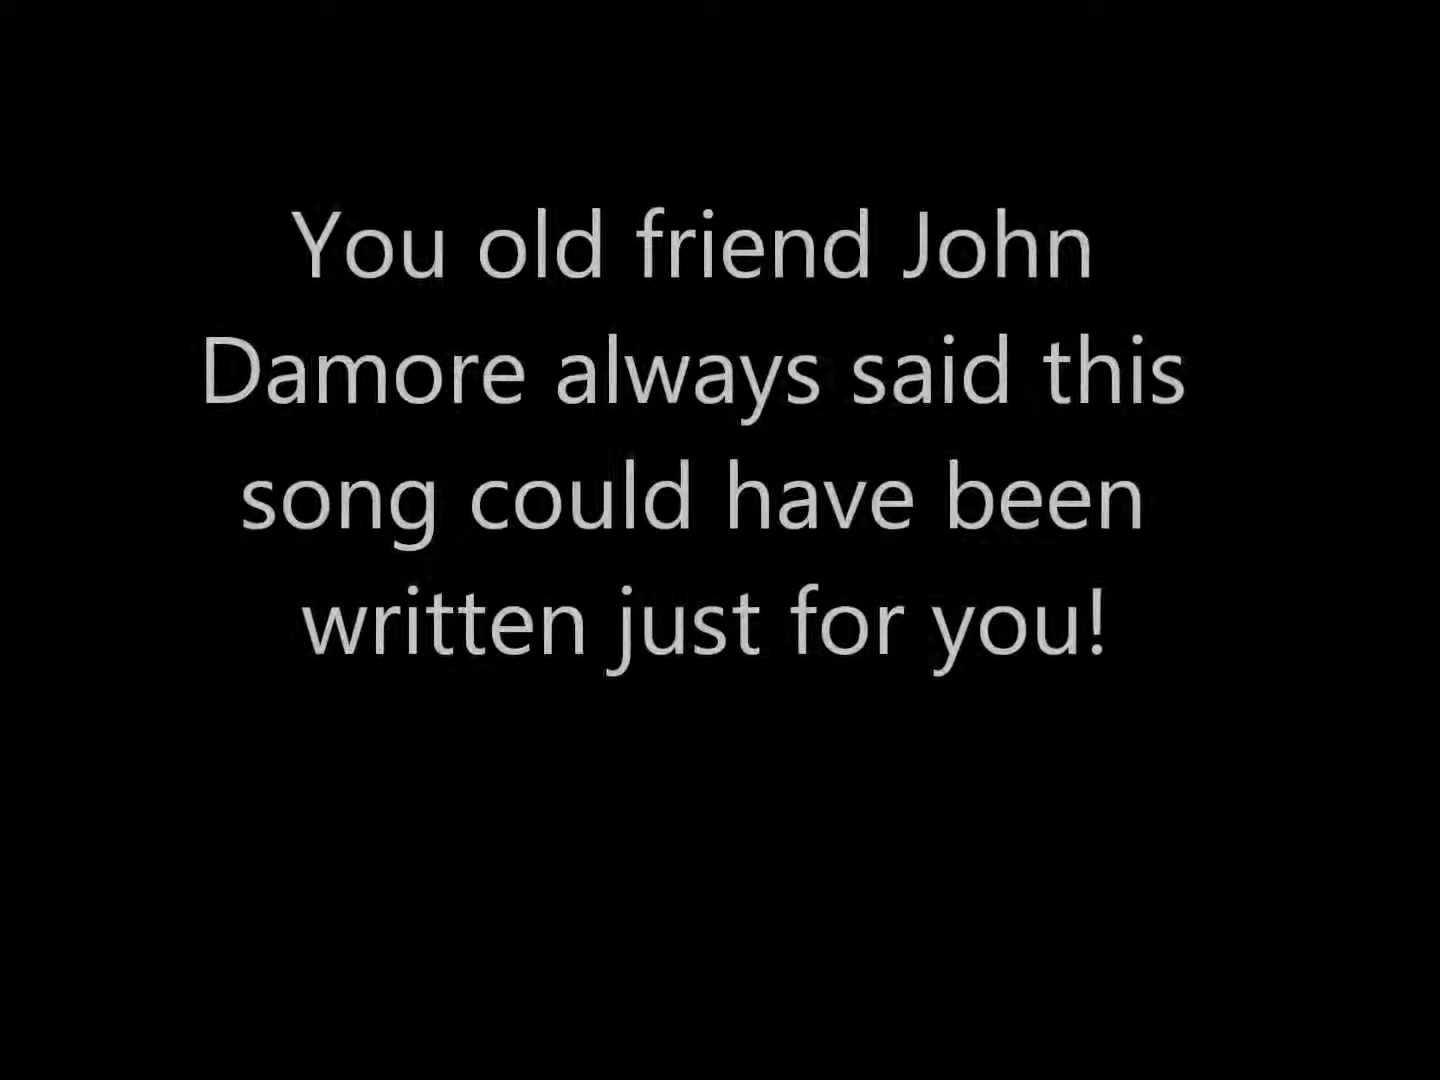 You old friend John
Damore always said this
song could have been
written just for you!